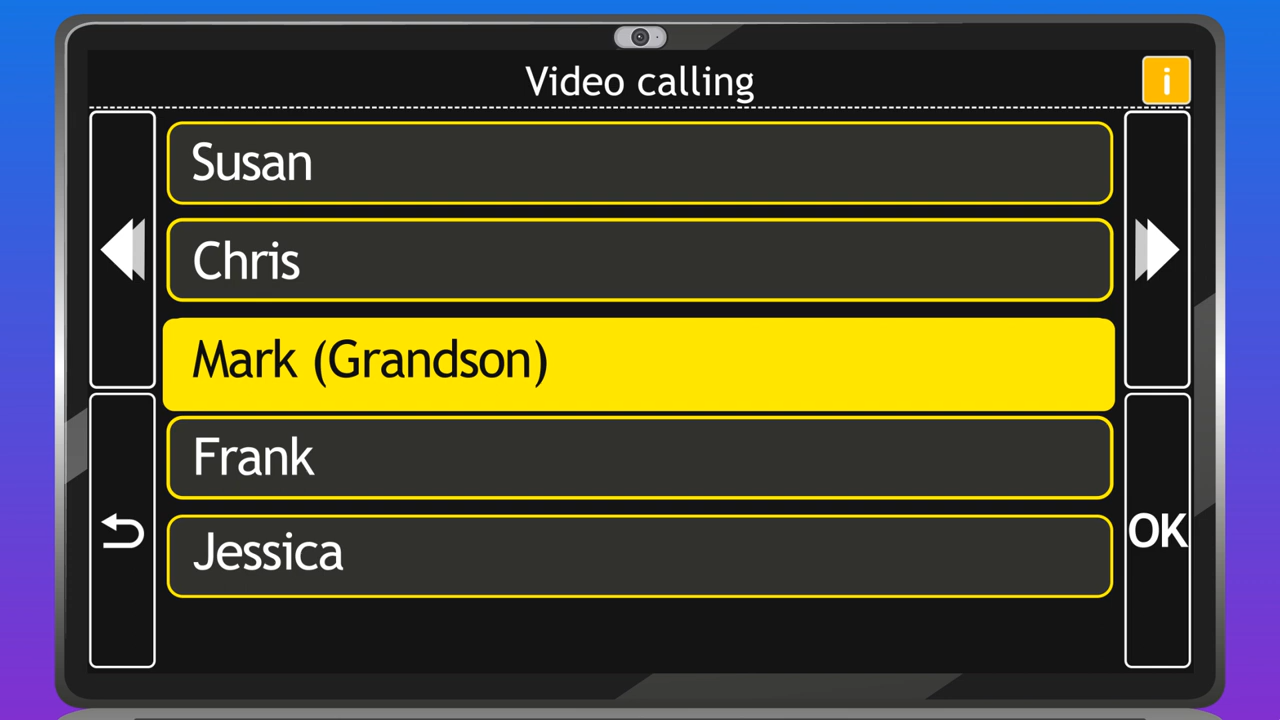 Video calling
i
Susan
Chris
Mark (Grandson)
Frank
Jessica
OK